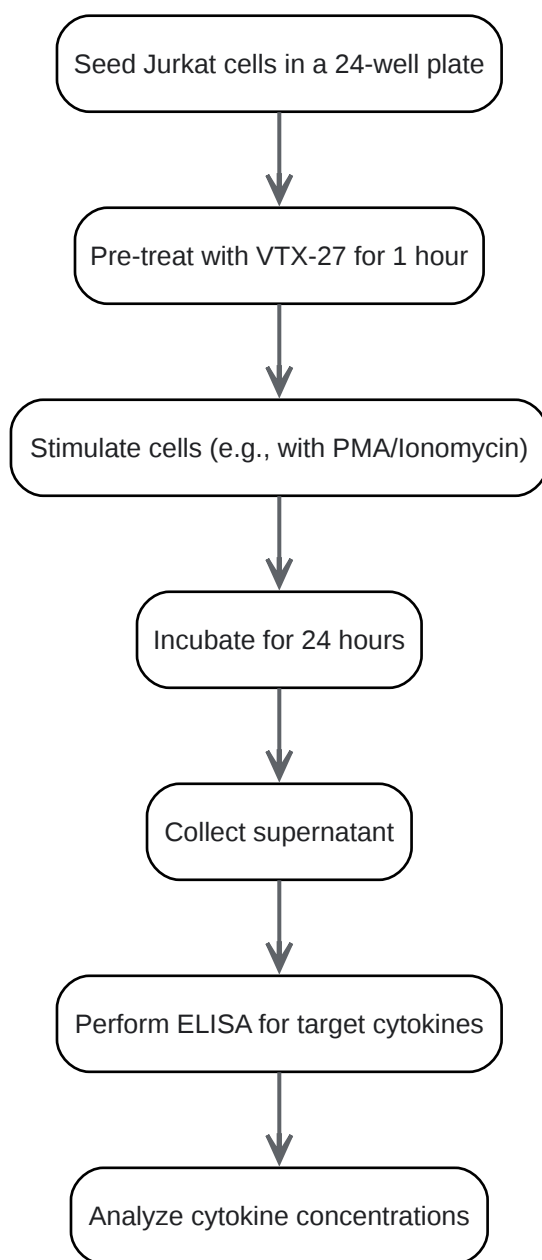 Seed Jurkat cells in a 24-well plate
Pre-treat with VTX-27 for 1 hour
Stimulate cells (e.g., with PMA/Ionomycin)
Incubate for 24 hours
Collect supernatant
Perform ELISA for target cytokines
Analyze cytokine concentrations